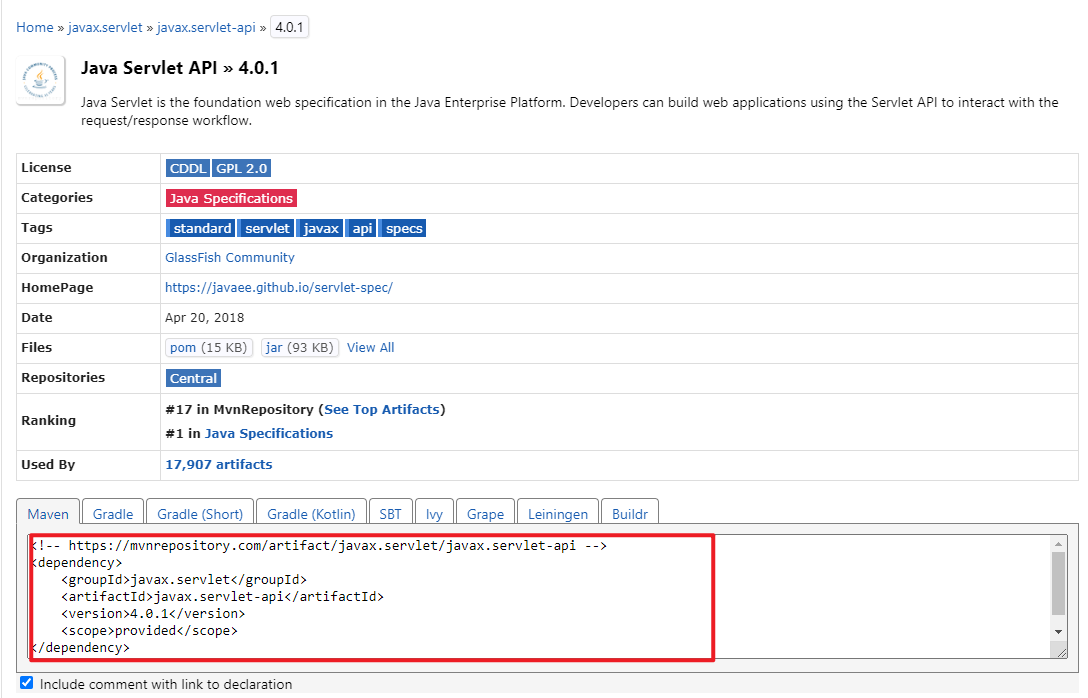 Home » javax.servlet » javax.servlet-api » 4.0.1
Java Servlet API » 4.0.1
Java Servlet is the foundation web specification in the Java Enterprise Platform. Developers can build web applications using the Servlet API to interact with the
request/response workflow.
License CDDL GPL 2.0
Categories Java Specifications
Tags standard servlet javax api specs
Organization GlassFish Community
HomePage https://javaee.github.io/servlet-spec/
Date Apr 20, 2018
Files pom (15 KB) jar (93 KB) View All
Repositories Central
Ranking #17 in MvnRepository (See Top Artifacts)
#1 in Java Specifications
Used By 17,907 artifacts
Maven Gradle Gradle (Short) Gradle (Kotlin) SBT Ivy Grape Leiningen Buildr
<!-- https://mvnrepository.com/artifact/javax.servlet/javax.servlet-api -->
<dependency>
    <groupId>javax.servlet</groupId>
    <artifactId>javax.servlet-api</artifactId>
    <version>4.0.1</version>
    <scope>provided</scope>
</dependency>
Include comment with link to declaration